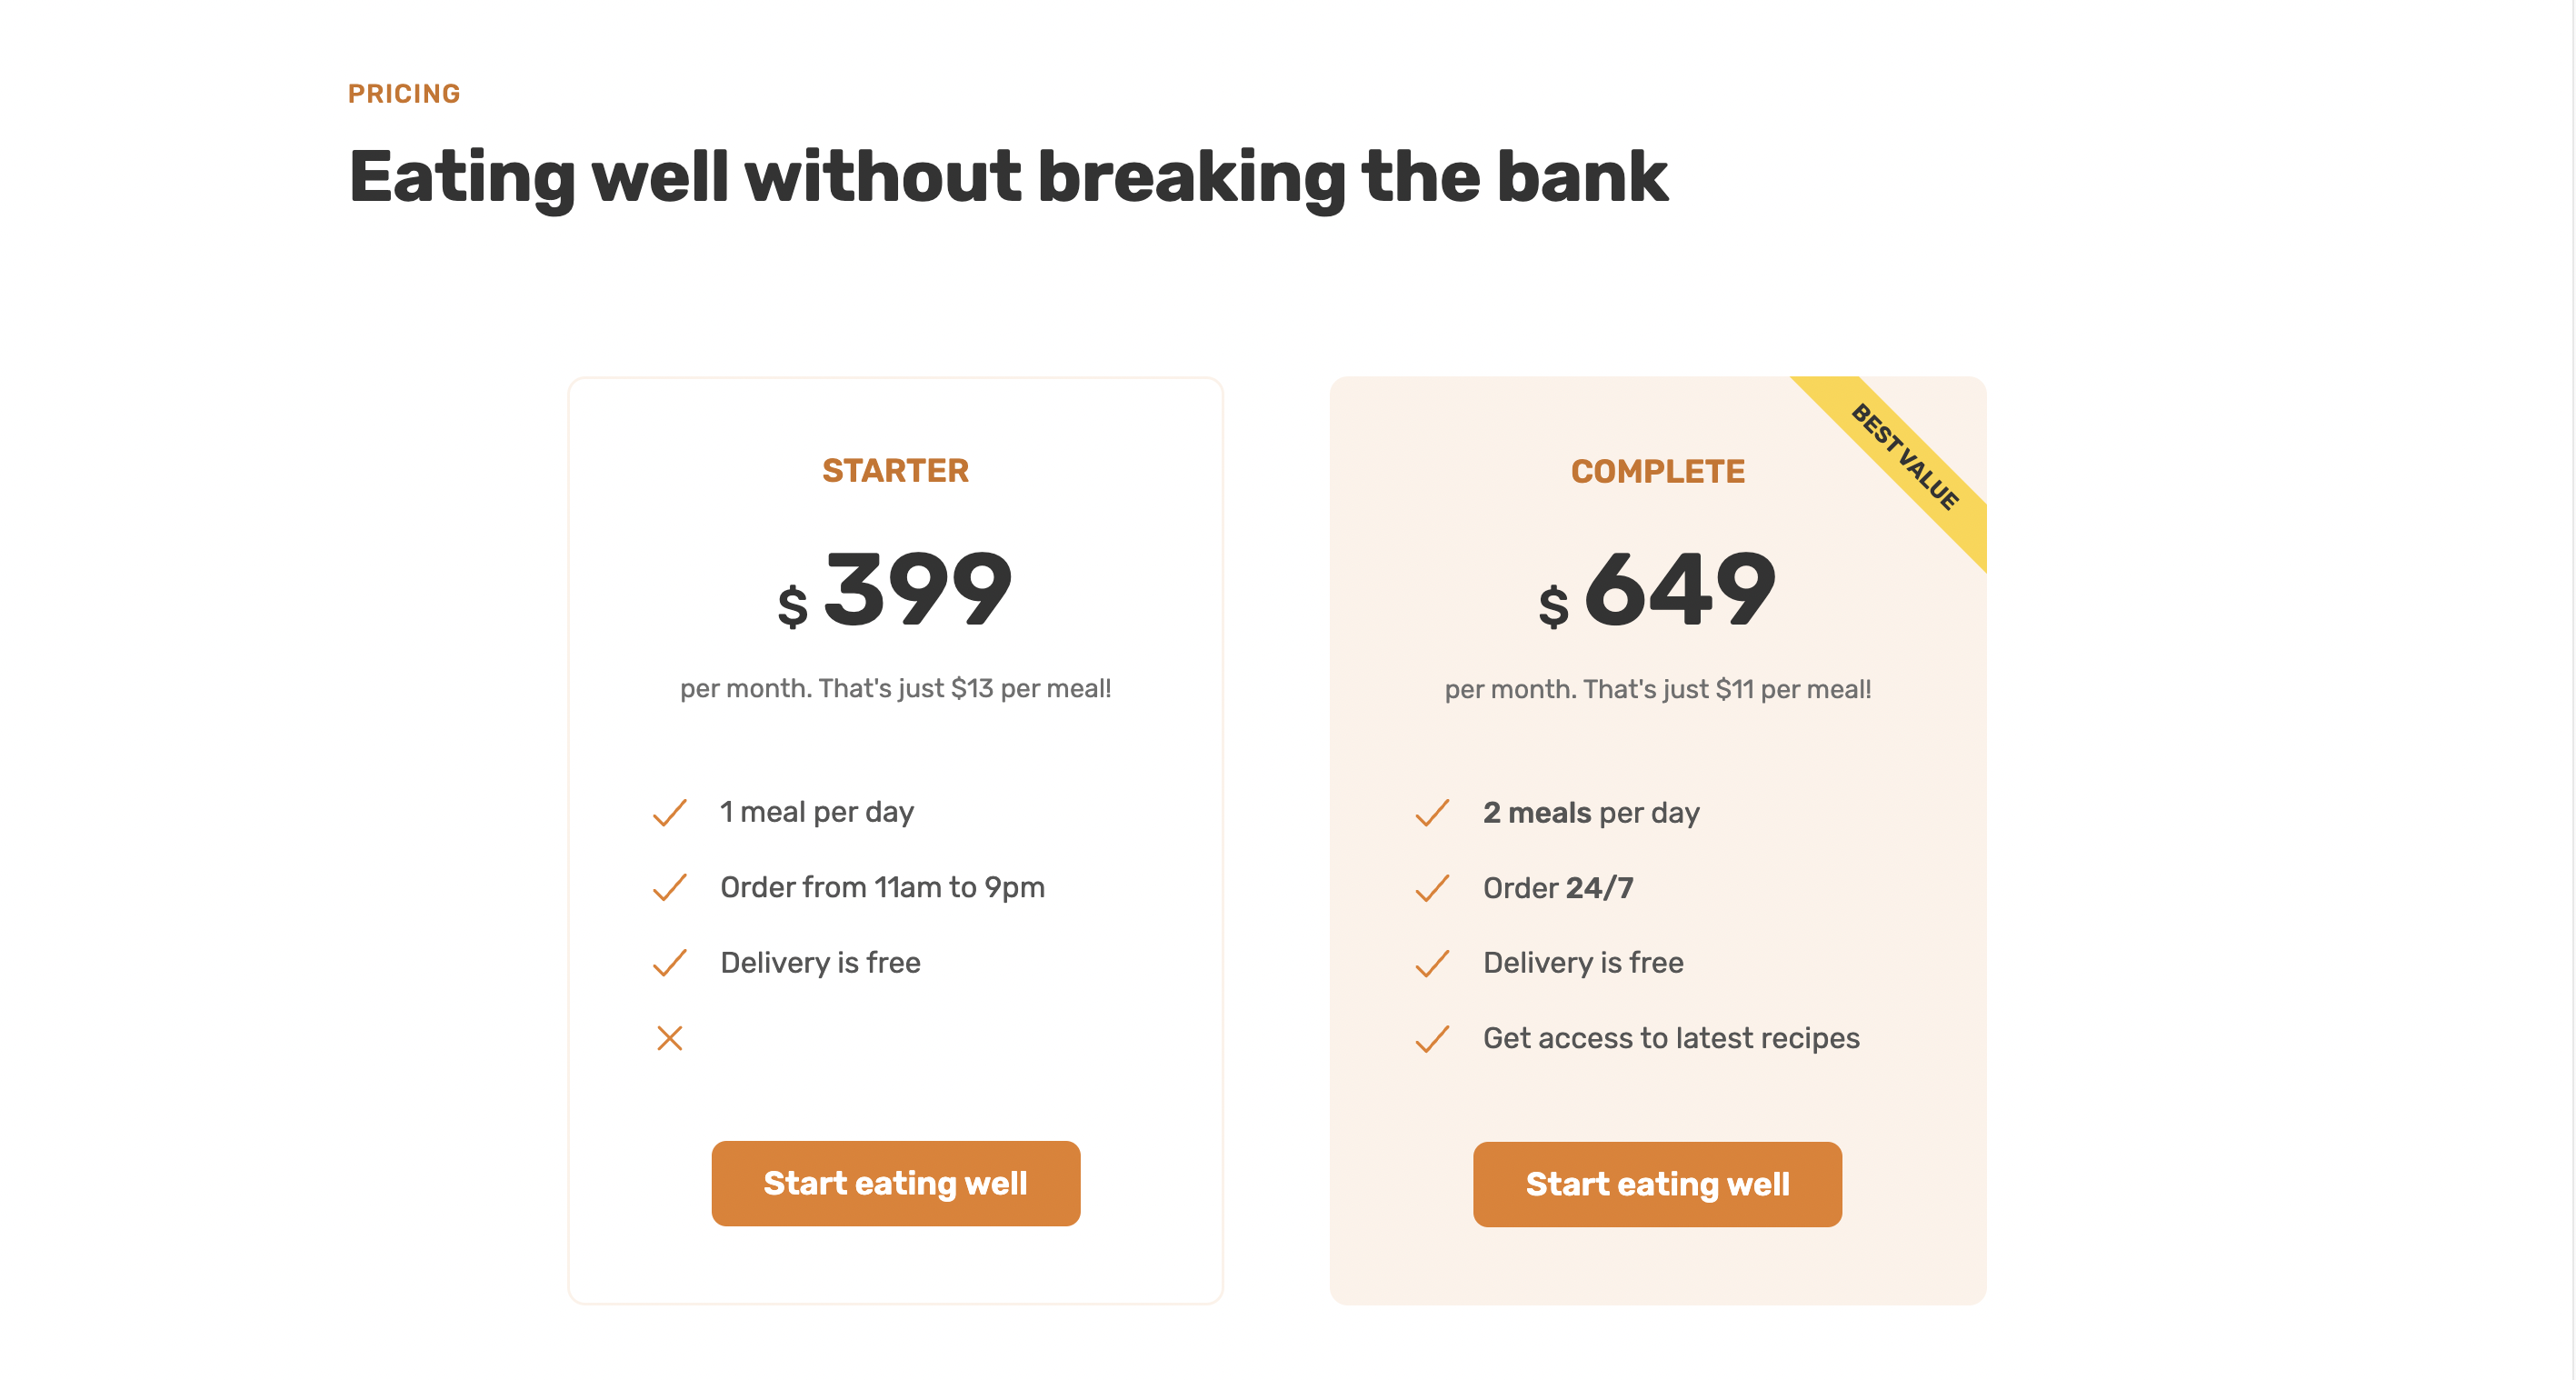 PRICING
Eating well without breaking the bank
STARTER
$ 399
per month. That's just $13 per meal!
1 meal per day
Order from 11am to 9pm
Delivery is free
Start eating well
BEST VALUE
COMPLETE
$ 649
per month. That's just $11 per meal!
2 meals per day
Order 24/7
Delivery is free
Get access to latest recipes
Start eating well